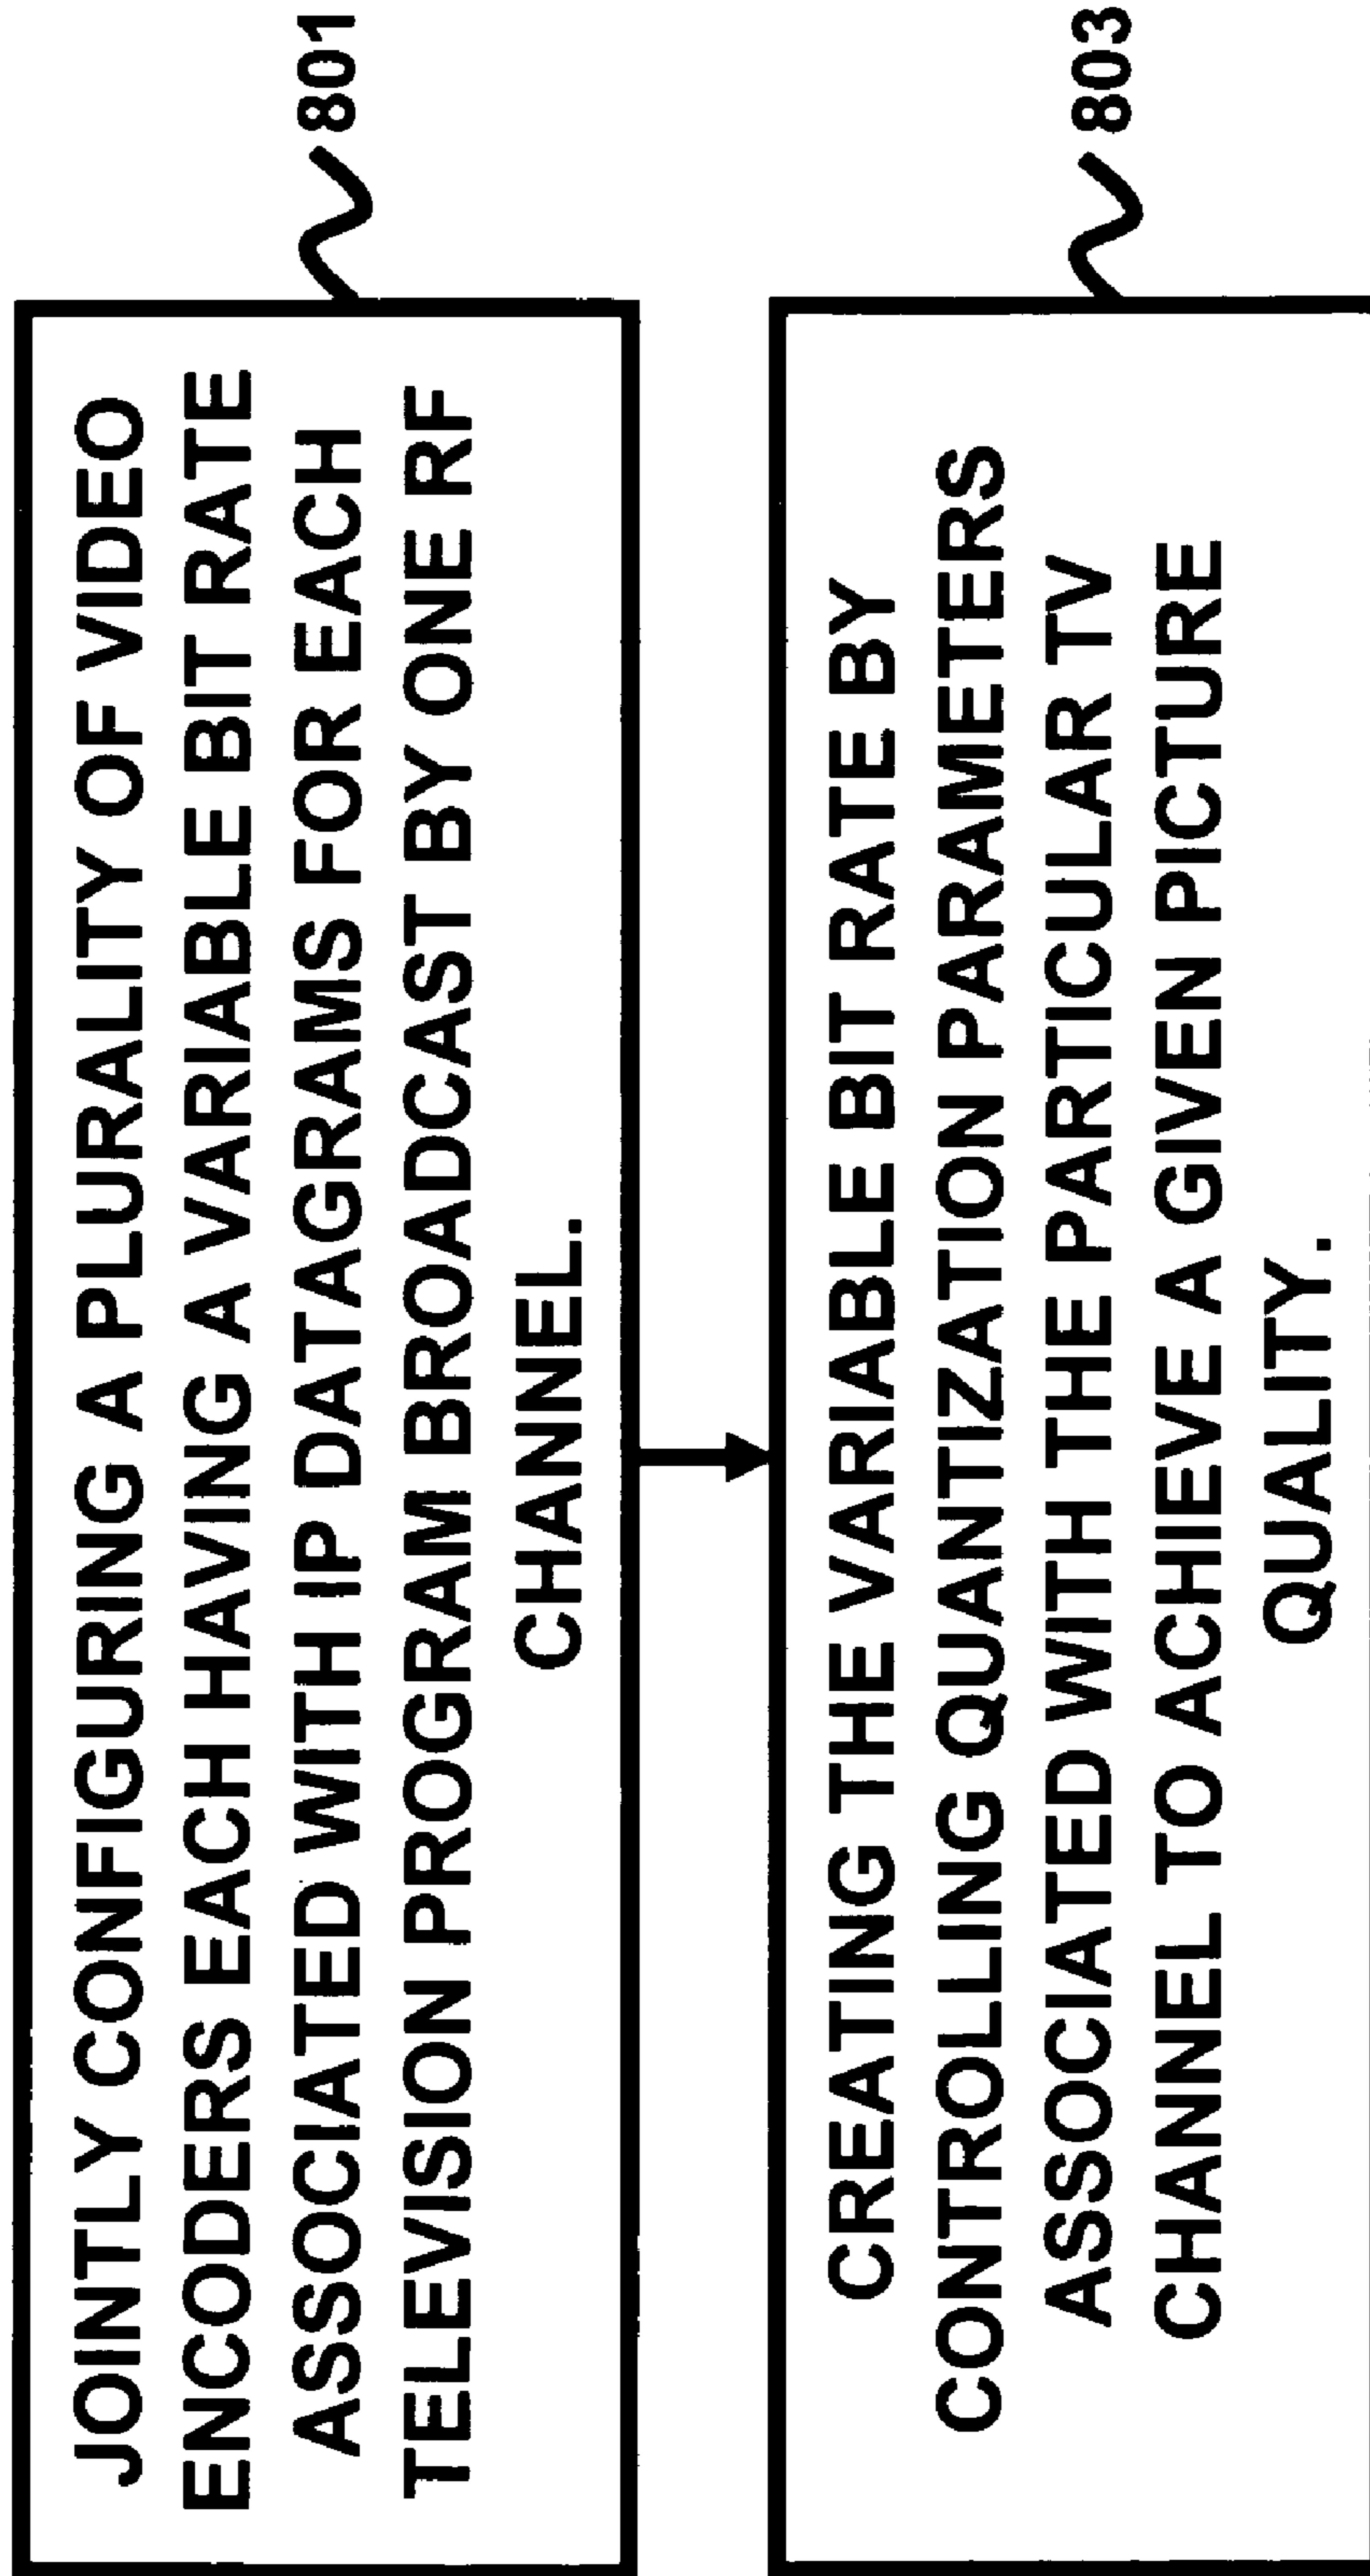 JOINTLY CONFIGURING A PLURALITY OF VIDEO
ENCODERS EACH HAVING A VARIABLE BIT RATE
ASSOCIATED WITH IP DATAGRAMS FOR EACH
TELEVISION PROGRAM BROADCAST BY ONE RF
CHANNEL.
801
CREATING THE VARIABLE BIT RATE BY
CONTROLLING QUANTIZATION PARAMETERS
ASSOCIATED WITH THE PARTICULAR TV
CHANNEL TO ACHIEVE A GIVEN PICTURE
QUALITY.
803